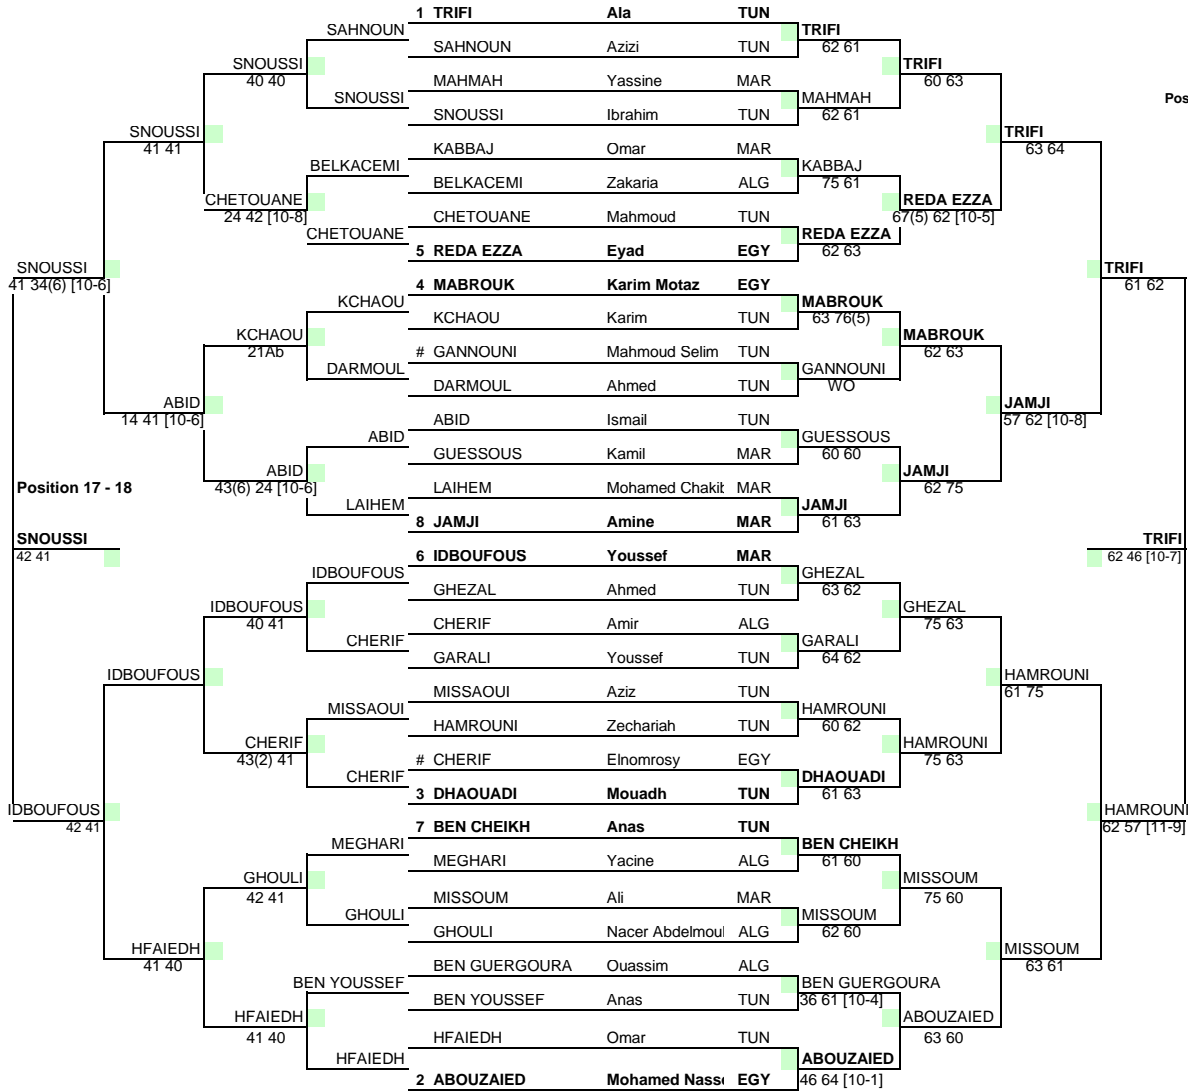 1 TRIFI Ala TUN
SAHNOUN TRIFI
SAHNOUN Azizi TUN 62 61
SNOUSSI TRIFI
40 40 MAHMAH Yassine MAR 60 63
SNOUSSI MAHMAH
SNOUSSI Ibrahim TUN 62 61
SNOUSSI TRIFI
41 41 KABBAJ Omar MAR 63 64
BELKACEMI KABBAJ
BELKACEMI Zakaria ALG 75 61
CHETOUANE REDA EZZA
24 42 [10-8] CHETOUANE Mahmoud TUN 67(5) 62 [10-5]
CHETOUANE REDA EZZA
5 REDA EZZA Eyad EGY 62 63
SNOUSSI TRIFI
41 34(6) [10-6] 61 62
4 MABROUK Karim Motaz EGY
KCHAOU MABROUK
KCHAOU Karim TUN 63 76(5)
KCHAOU MABROUK
21Ab # GANNOUNI Mahmoud Selim TUN 62 63
DARMOUL GANNOUNI
DARMOUL Ahmed TUN WO
ABID JAMJI
14 41 [10-6] ABID Ismail TUN 57 62 [10-8]
ABID GUESSOUS
GUESSOUS Kamil MAR 60 60
ABID JAMJI
Position 17 - 18 43(6) 24 [10-6] LAIHEM Mohamed Chakib MAR 62 75
LAIHEM JAMJI
8 JAMJI Amine MAR 61 63
SNOUSSI TRIFI
42 41 6 IDBOUFOUS Youssef MAR 62 46 [10-7]
IDBOUFOUS GHEZAL
GHEZAL Ahmed TUN 63 62
IDBOUFOUS GHEZAL
40 41 CHERIF Amir ALG 75 63
CHERIF GARALI
GARALI Youssef TUN 64 62
IDBOUFOUS HAMROUNI
MISSAOUI Aziz TUN 61 75
MISSAOUI HAMROUNI
HAMROUNI Zechariah TUN 60 62
CHERIF HAMROUNI
43(2) 41 # CHERIF Elnomrosy EGY 75 63
CHERIF DHAOUADI
3 DHAOUADI Mouadh TUN 61 63
IDBOUFOUS HAMROUNI
42 41 7 BEN CHEIKH Anas TUN 62 57 [11-9]
MEGHARI BEN CHEIKH
MEGHARI Yacine ALG 61 60
GHOULI MISSOUM
42 41 MISSOUM Ali MAR 75 60
GHOULI MISSOUM
GHOULI Nacer Abdelmoul ALG 62 60
HFAIEDH MISSOUM
41 40 BEN GUERGOURA Ouassim ALG 63 61
BEN YOUSSEF BEN GUERGOURA
BEN YOUSSEF Anas TUN 36 61 [10-4]
HFAIEDH ABOUZAIED
41 40 HFAIEDH Omar TUN 63 60
HFAIEDH ABOUZAIED
2 ABOUZAIED Mohamed Nass EGY 46 64 [10-1]
Pos